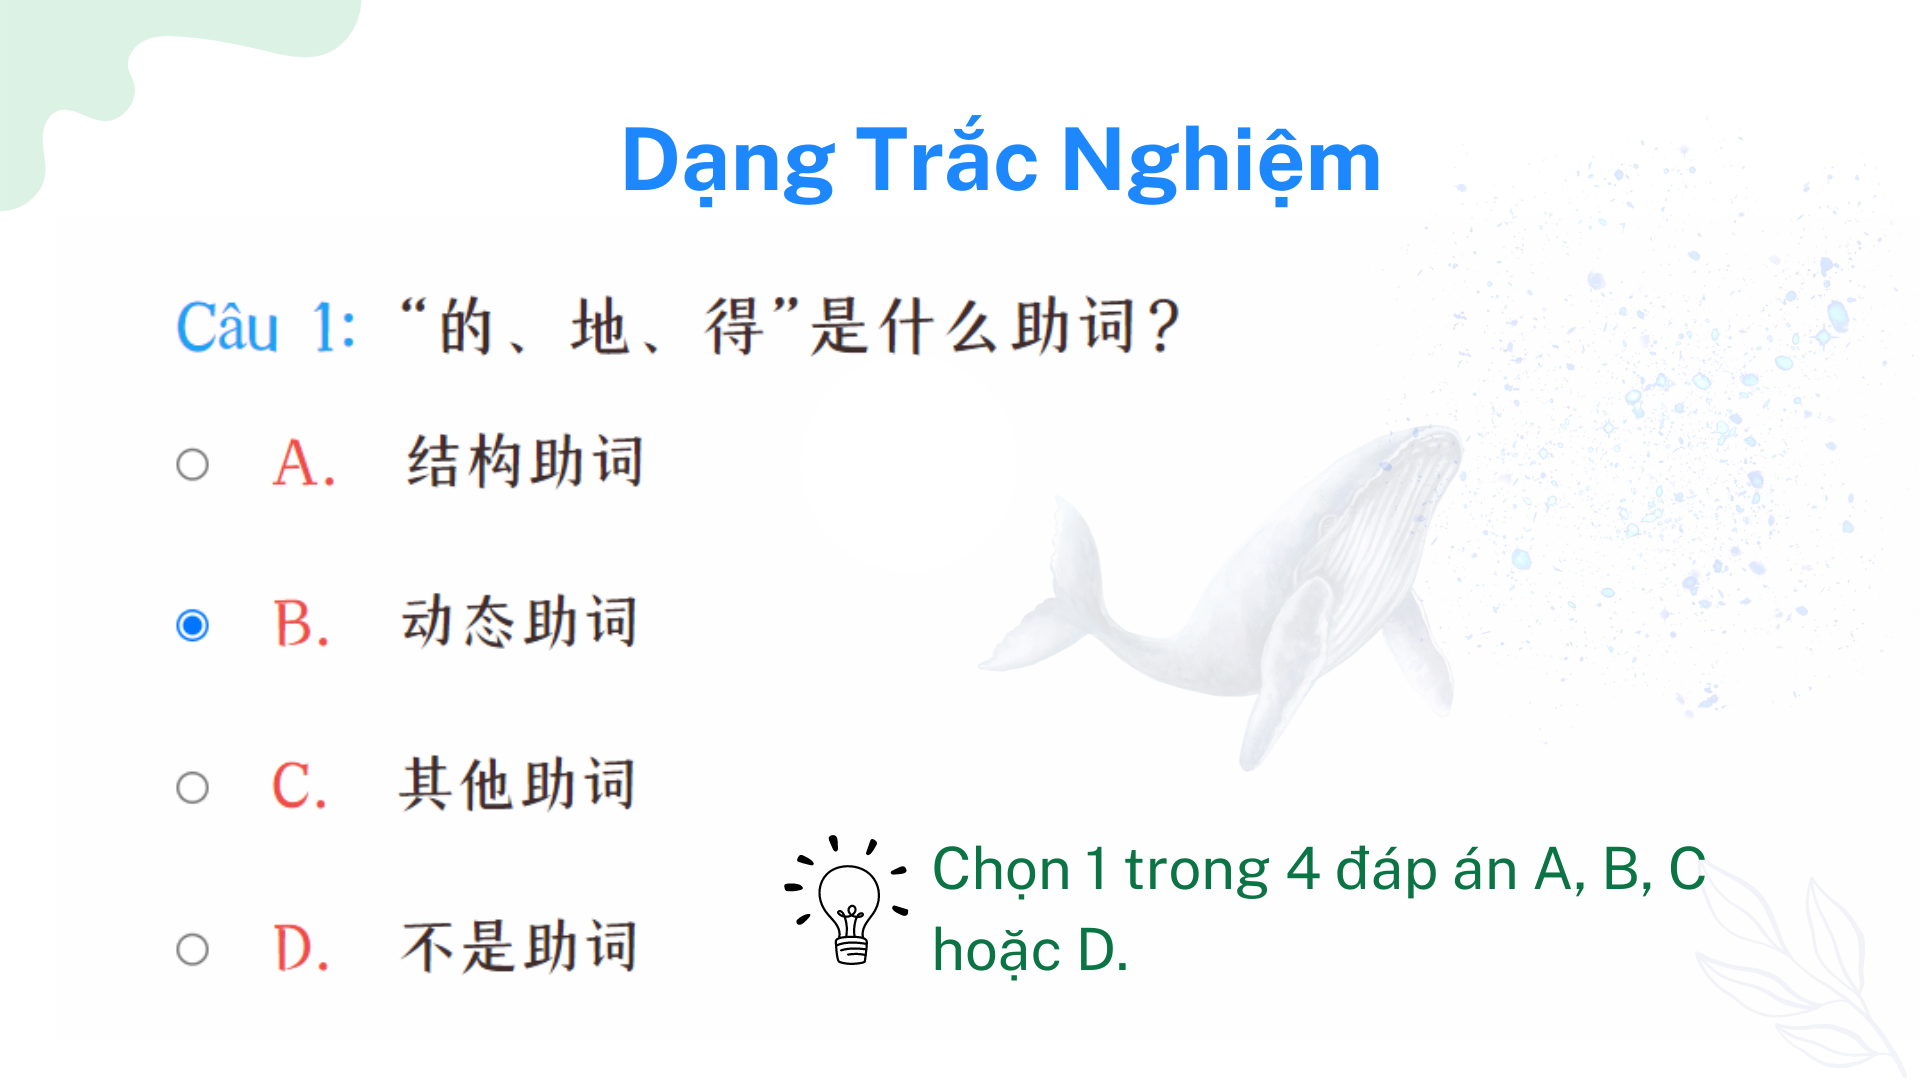 Dạng Trắc Nghiệm
Câu 1: “的、地、得”是什么助词?
A. 结构助词
B. 动态助词
C. 其他助词
D. 不是助词
Chọn 1 trong 4 đáp án A, B, C
hoặc D.